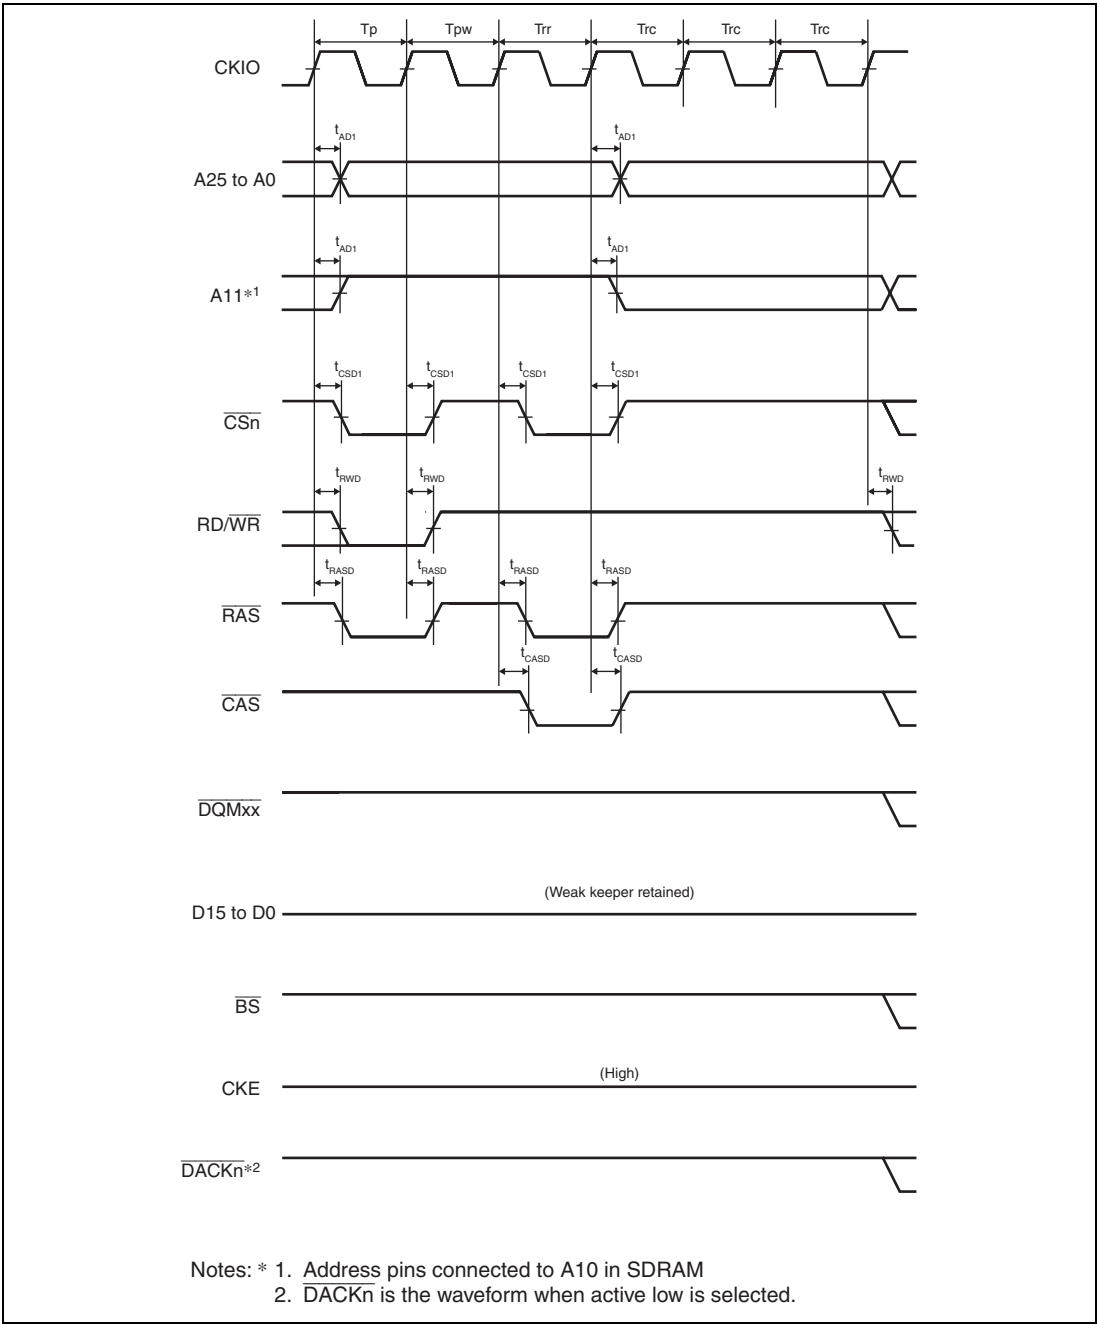 Tp Tpw Trr Trc Trc Trc
CKIO
tAD1 tAD1
A25 to A0
tAD1 tAD1
A11*1
tCSD1 tCSD1 tCSD1 tCSD1
CSn
tRWD tRWD tRWD
RD/WR
tRASD tRASD tRASD tRASD
RAS
tCASD tCASD
CAS
DQMxx
(Weak keeper retained)
D15 to D0
BS
(High)
CKE
DACKn*2
Notes: * 1. Address pins connected to A10 in SDRAM
2. DACKn is the waveform when active low is selected.